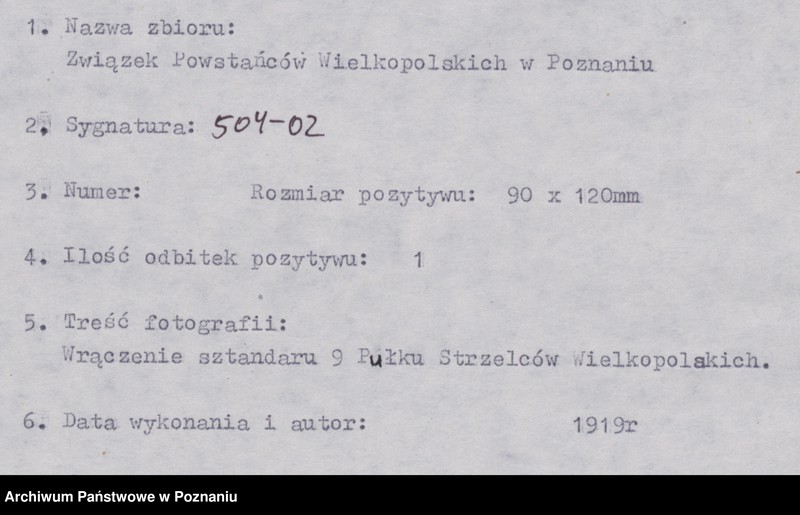 1. Nazwa zbioru:
Związek Powstańców Wielkopolskich w Poznaniu
2. Sygnatura: 504-02
3. Numer: Rozmiar pozytywu: 90 x 120mm
4. Ilość odbitek pozytywu: 1
5. Treść fotografii:
Wrączenie sztandaru 9 Pułku Strzelców Wielkopolskich.
6. Data wykonania i autor: 1919r
Archiwum Państwowe w Poznaniu